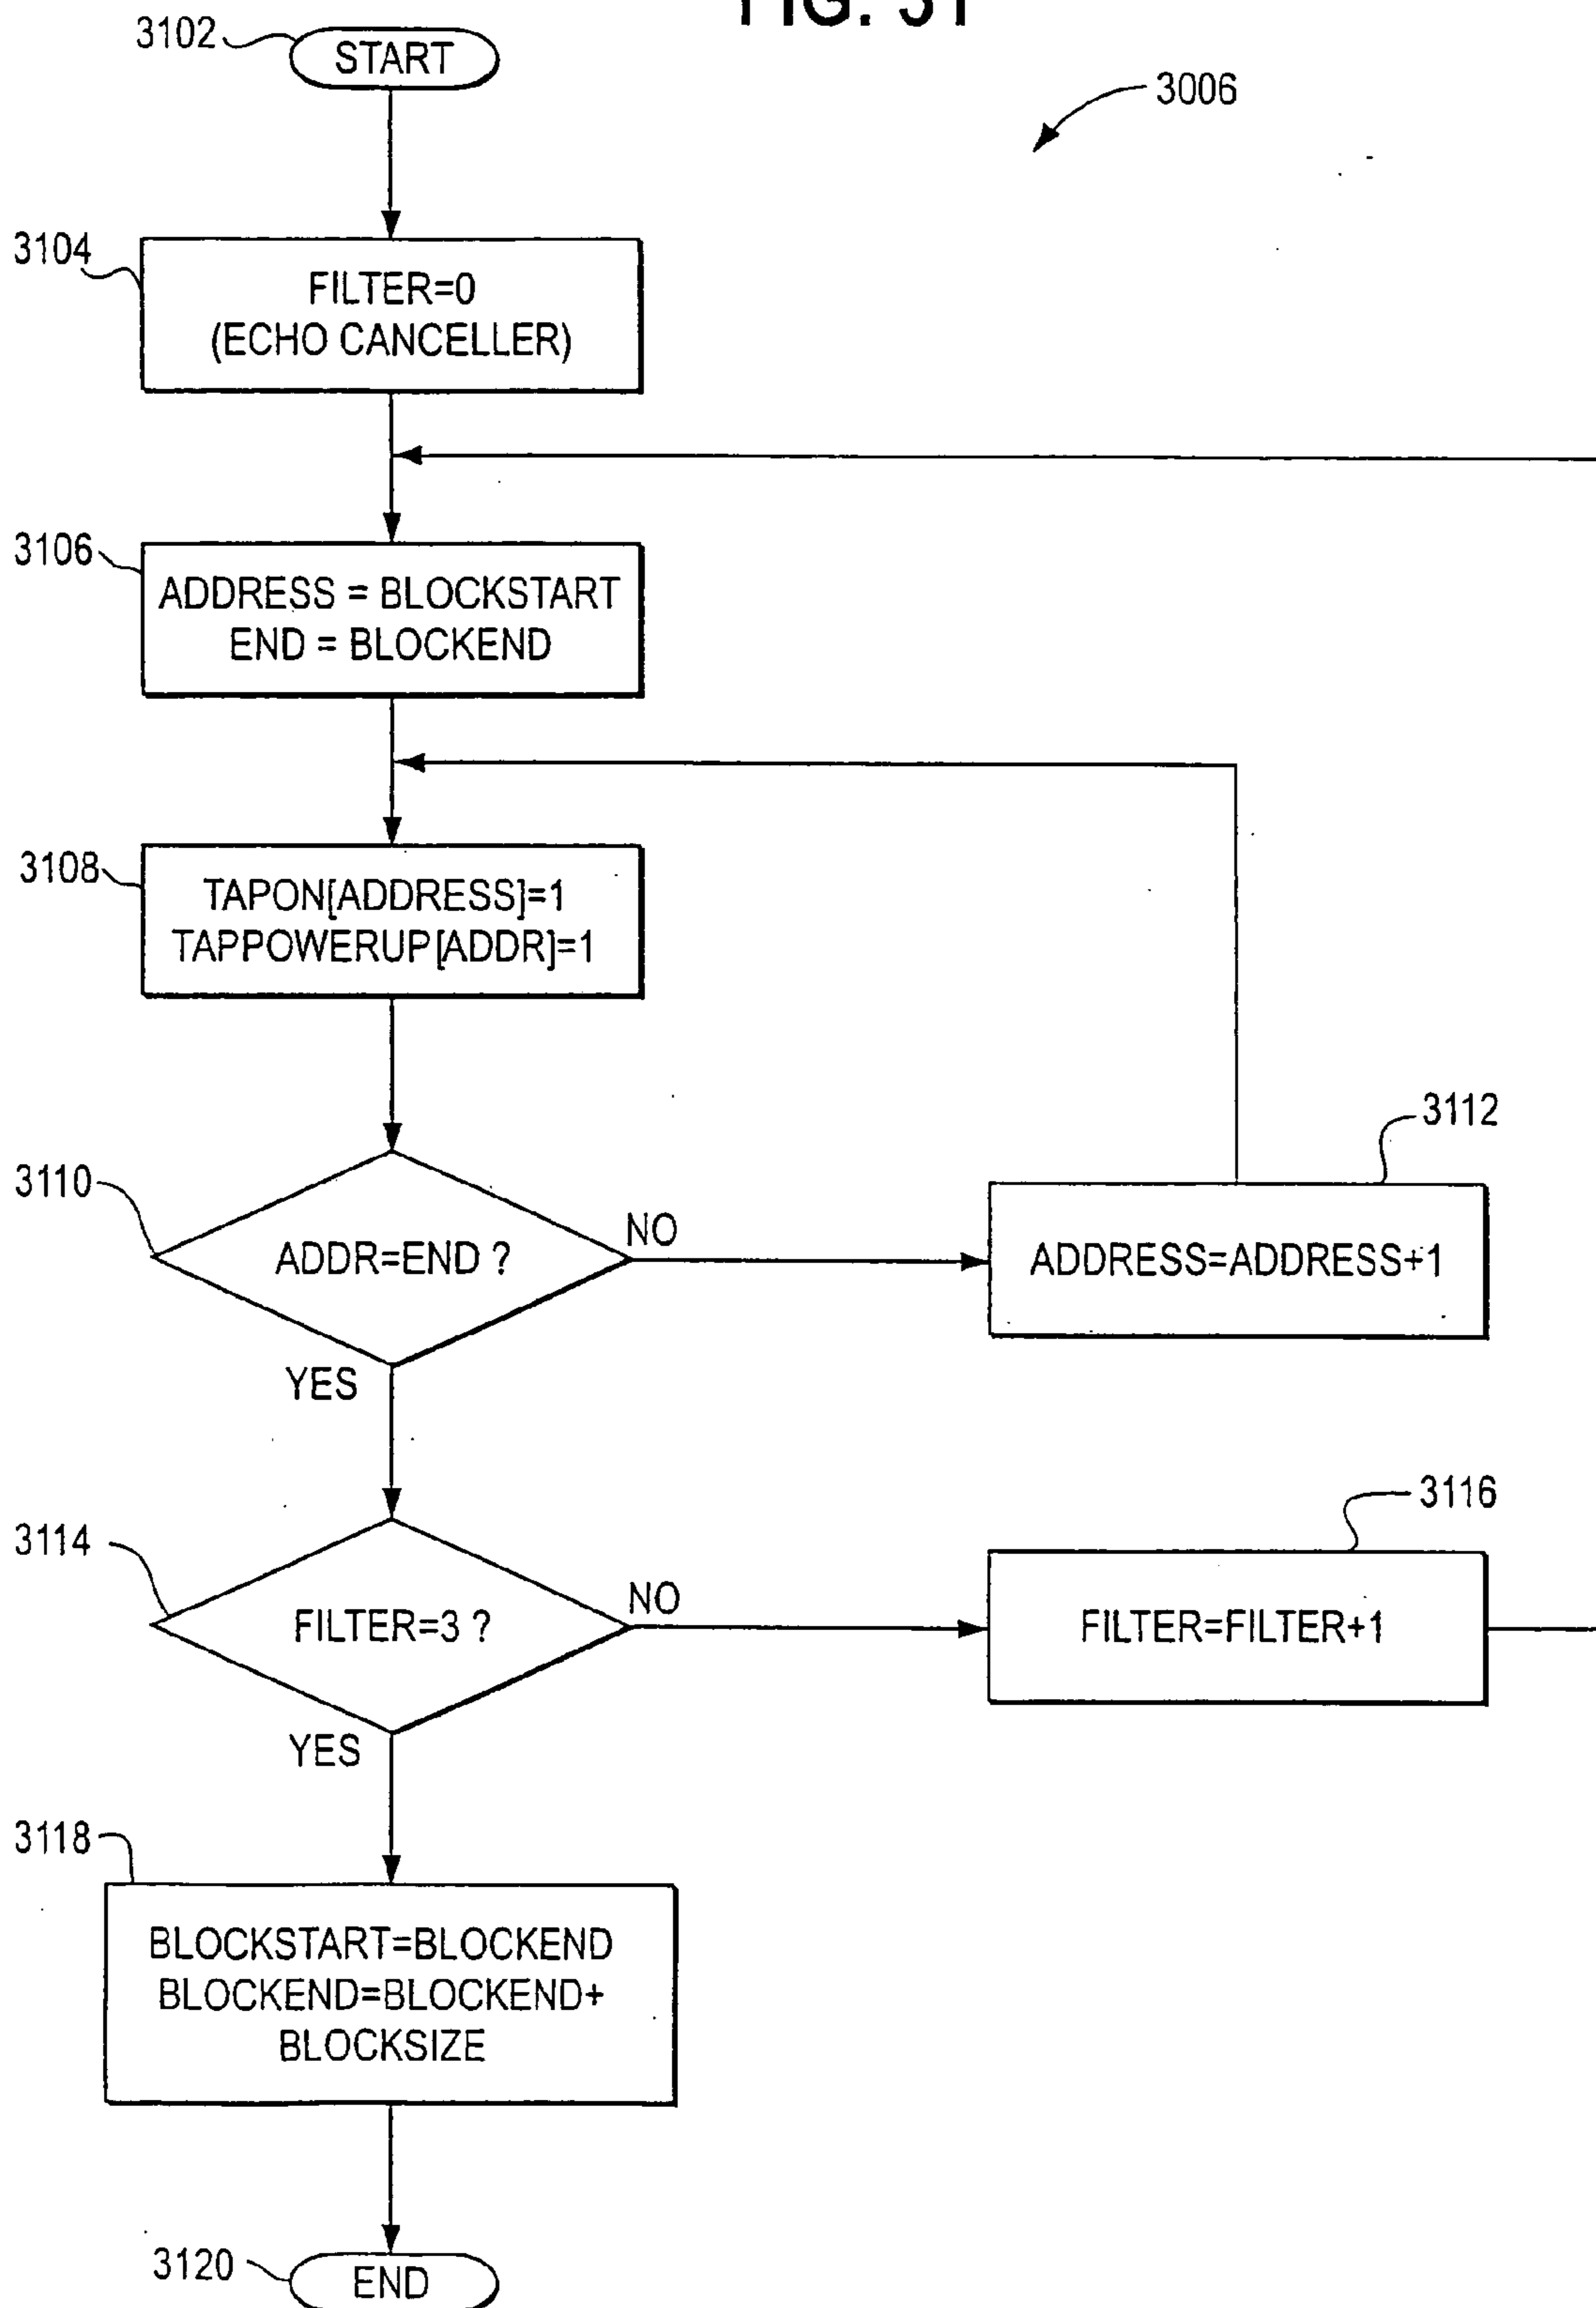 FIG. 31
3102
START
3006
3104
FILTER=0
(ECHO CANCELLER)
3106
ADDRESS = BLOCKSTART
END = BLOCKEND
3108
TAPON[ADDRESS]=1
TAPPOWERUP[ADDR]=1
3110
ADDR=END ?
NO
3112
ADDRESS=ADDRESS+1
YES
3114
FILTER=3 ?
NO
3116
FILTER=FILTER+1
YES
3118
BLOCKSTART=BLOCKEND
BLOCKEND=BLOCKEND+
BLOCKSIZE
3120
END